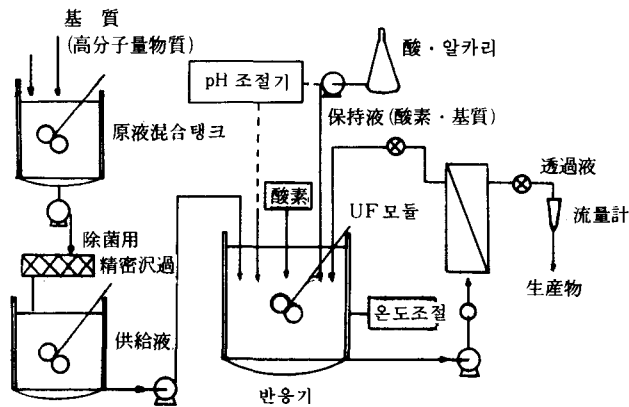 基 質
(高分子量物質)
原液混合탱크
除菌用
精密沢過
供給液
pH 조절기
酸 · 알카리
保持液 (酸素 · 基質)
酸素
UF 모듈
온도조절
반응기
透過液
流量計
生産物